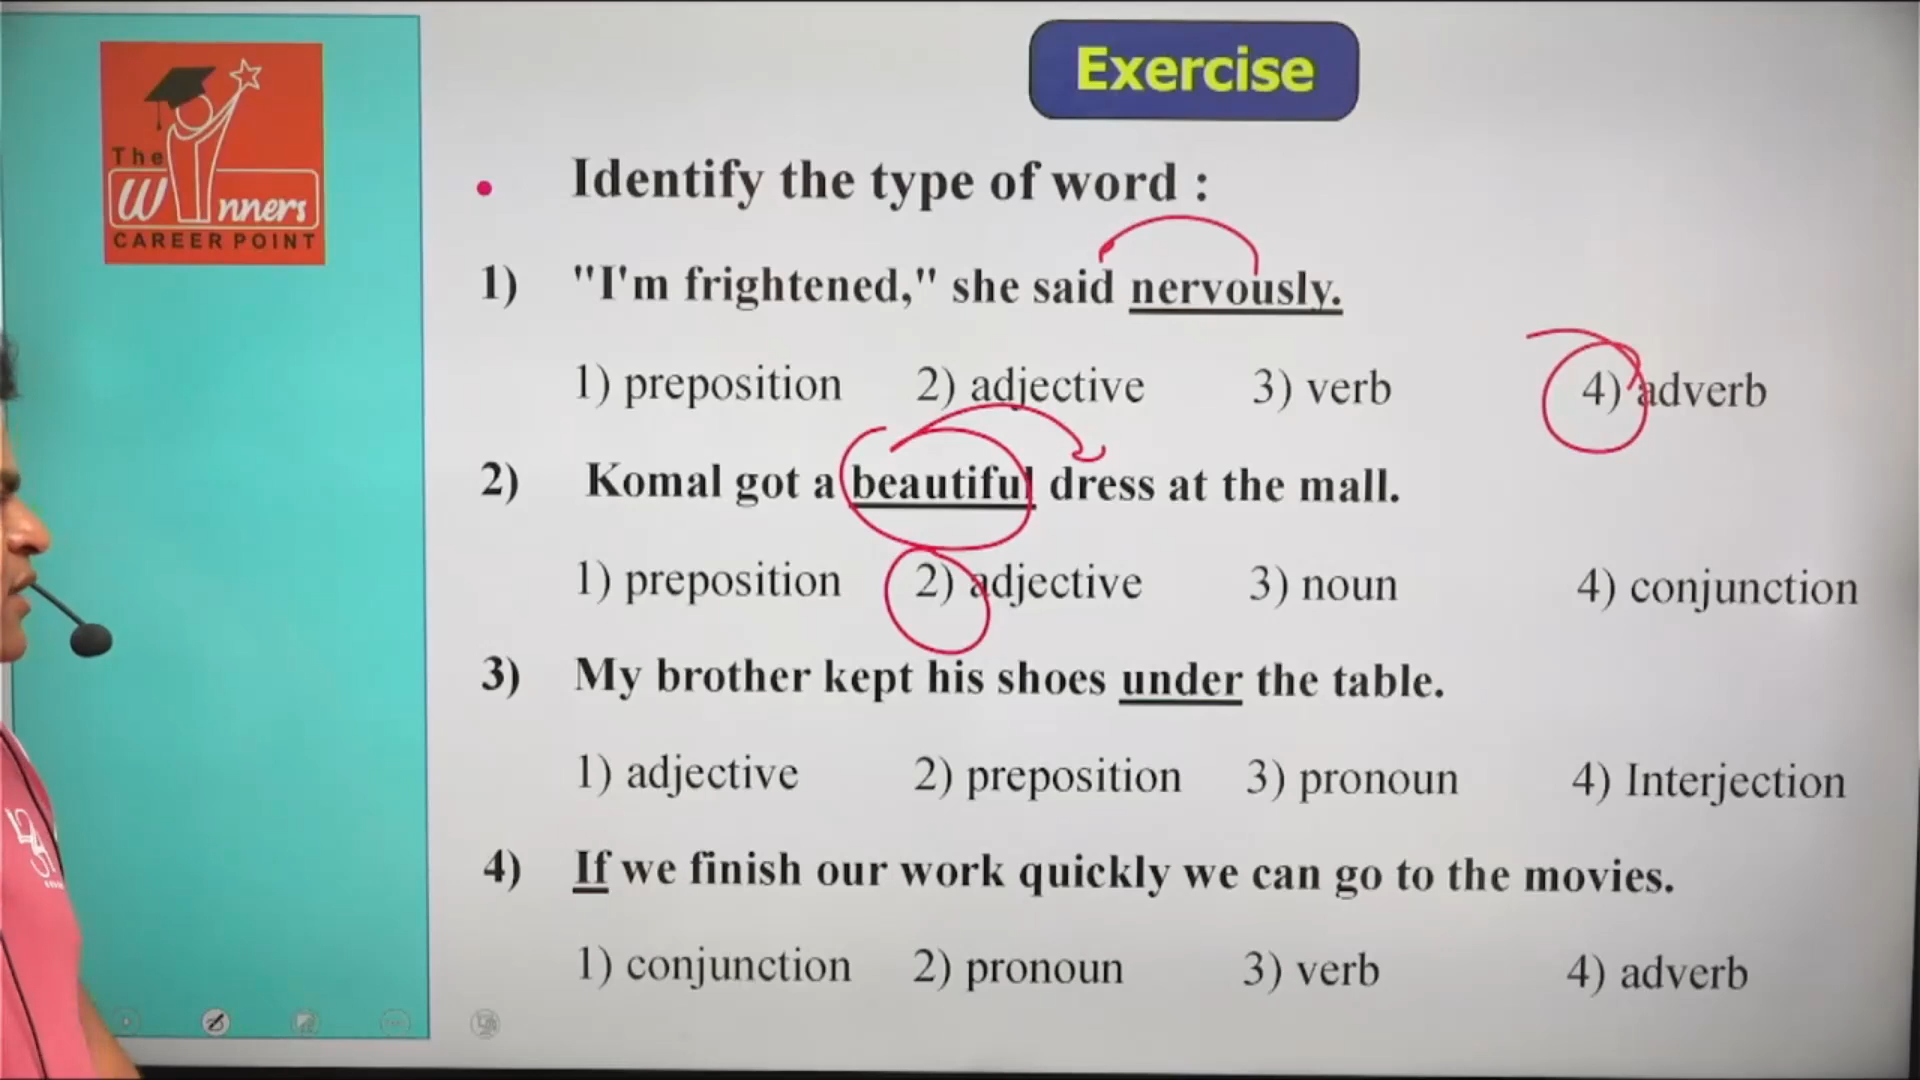 The
Winners
CAREER POINT
Exercise
• Identify the type of word :
1) "I'm frightened," she said nervously.
1) preposition 2) adjective 3) verb 4) adverb
2) Komal got a beautiful dress at the mall.
1) preposition 2) adjective 3) noun 4) conjunction
3) My brother kept his shoes under the table.
1) adjective 2) preposition 3) pronoun 4) Interjection
4) If we finish our work quickly we can go to the movies.
1) conjunction 2) pronoun 3) verb 4) adverb